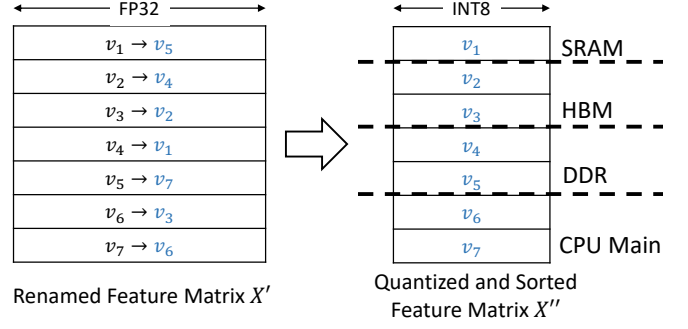 FP32
v₁ → v₅
v₂ → v₄
v₃ → v₂
v₄ → v₁
v₅ → v₇
v₆ → v₃
v₇ → v₆
Renamed Feature Matrix X′
INT8
v₁ SRAM
v₂
v₃ HBM
v₄
v₅ DDR
v₆
v₇ CPU Main
Quantized and Sorted
Feature Matrix X″